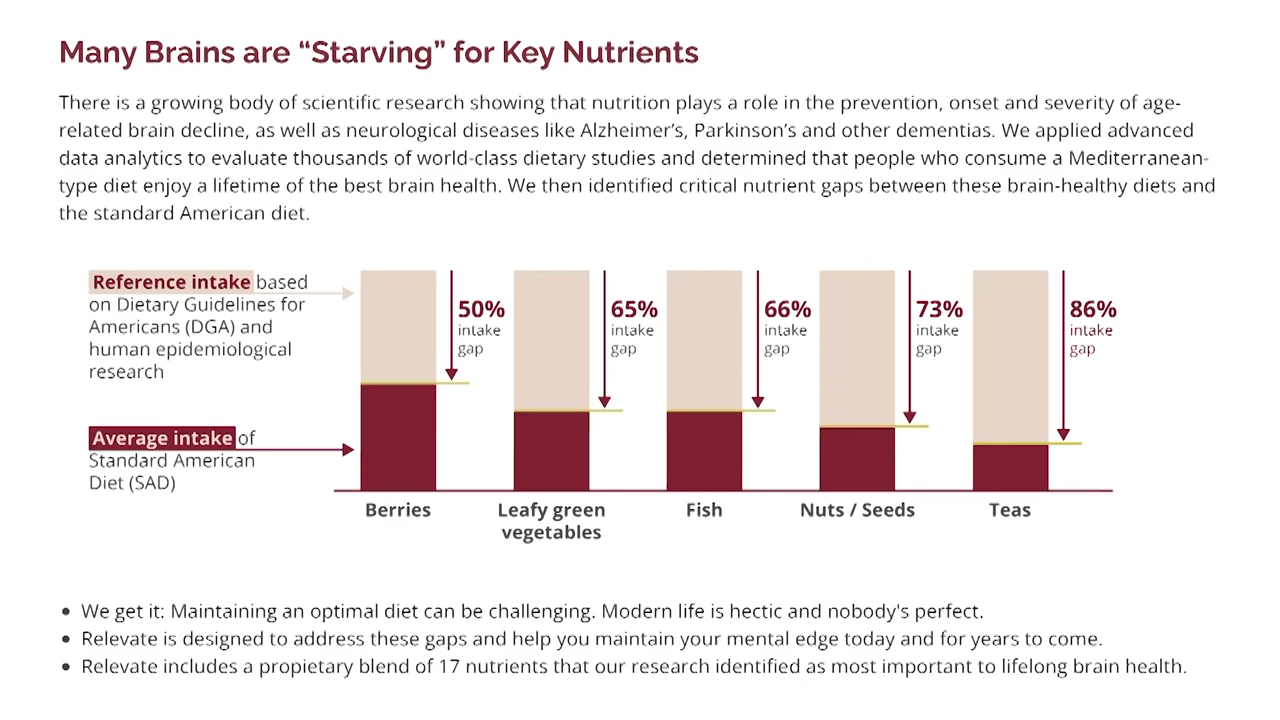 Many Brains are “Starving” for Key Nutrients
There is a growing body of scientific research showing that nutrition plays a role in the prevention, onset and severity of age-
related brain decline, as well as neurological diseases like Alzheimer’s, Parkinson’s and other dementias. We applied advanced
data analytics to evaluate thousands of world-class dietary studies and determined that people who consume a Mediterranean-
type diet enjoy a lifetime of the best brain health. We then identified critical nutrient gaps between these brain-healthy diets and
the standard American diet.
Reference intake based
on Dietary Guidelines for
Americans (DGA) and
human epidemiological
research
Average intake of
Standard American
Diet (SAD)
50%
intake
gap
65%
intake
gap
66%
intake
gap
73%
intake
gap
86%
intake
gap
Berries
Leafy green
vegetables
Fish
Nuts / Seeds
Teas
• We get it: Maintaining an optimal diet can be challenging. Modern life is hectic and nobody's perfect.
• Relevate is designed to address these gaps and help you maintain your mental edge today and for years to come.
• Relevate includes a propietary blend of 17 nutrients that our research identified as most important to lifelong brain health.